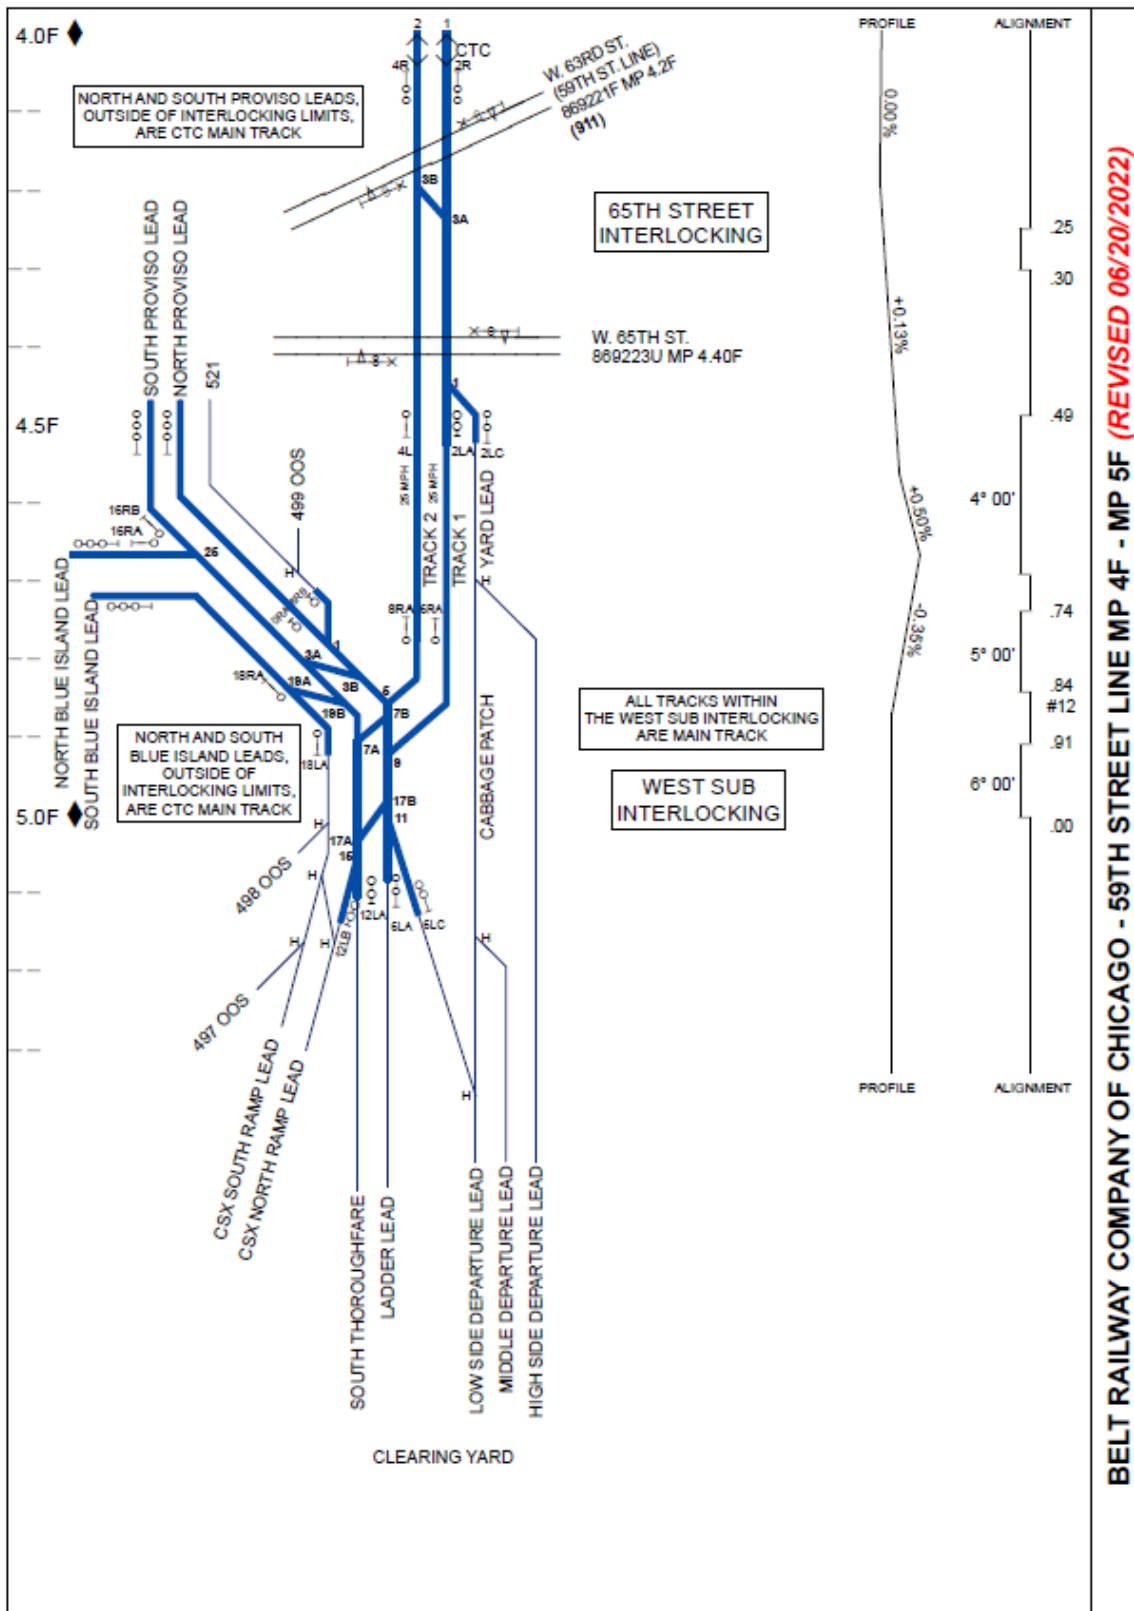 2 1
PROFILE
ALIGNMENT
4.0F
CTC
4R
2R
W. 63RD ST.
(59TH ST. LINE)
869221F MP 4.2F
(911)
0.00%
NORTH AND SOUTH PROVISO LEADS,
OUTSIDE OF INTERLOCKING LIMITS,
ARE CTC MAIN TRACK
3B
3A
65TH STREET
INTERLOCKING
.25
.30
SOUTH PROVISO LEAD
NORTH PROVISO LEAD
521
+0.13%
W. 65TH ST.
869223U MP 4.40F
1
.49
4.5F
4L
2LA
2LC
25 MPH
25 MPH
499 OOS
YARD LEAD
4° 00'
+0.50%
16RB
16RA
25
TRACK 2
TRACK 1
H
H
NORTH BLUE ISLAND LEAD
SOUTH BLUE ISLAND LEAD
8RA
6RA
.74
-0.35%
1
3A
3B
5° 00'
18RA
19A
19B
5
7B
.84
#12
ALL TRACKS WITHIN
THE WEST SUB INTERLOCKING
ARE MAIN TRACK
NORTH AND SOUTH
BLUE ISLAND LEADS,
OUTSIDE OF
INTERLOCKING LIMITS,
ARE CTC MAIN TRACK
7A
9
.91
18LA
CABBAGE PATCH
WEST SUB
INTERLOCKING
6° 00'
17B
11
5.0F
H
17A
15
.00
498 OOS
H
12LB
12LA
6LA
6LC
H
H
H
497 OOS
CSX SOUTH RAMP LEAD
CSX NORTH RAMP LEAD
H
PROFILE
ALIGNMENT
SOUTH THOROUGHFARE
LADDER LEAD
LOW SIDE DEPARTURE LEAD
MIDDLE DEPARTURE LEAD
HIGH SIDE DEPARTURE LEAD
CLEARING YARD
BELT RAILWAY COMPANY OF CHICAGO - 59TH STREET LINE MP 4F - MP 5F (REVISED 06/20/2022)